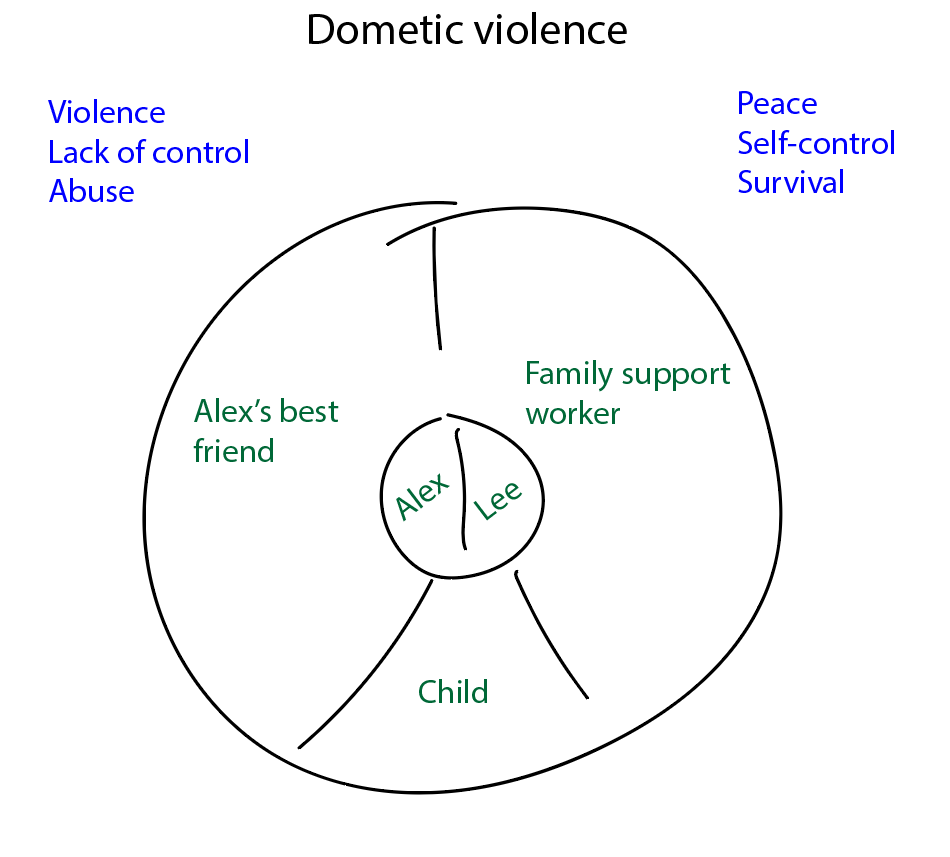 Dometic violence
Violence
Lack of control
Abuse
Peace
Self-control
Survival
Alex's best
friend
Family support
worker
Alex
Lee
Child